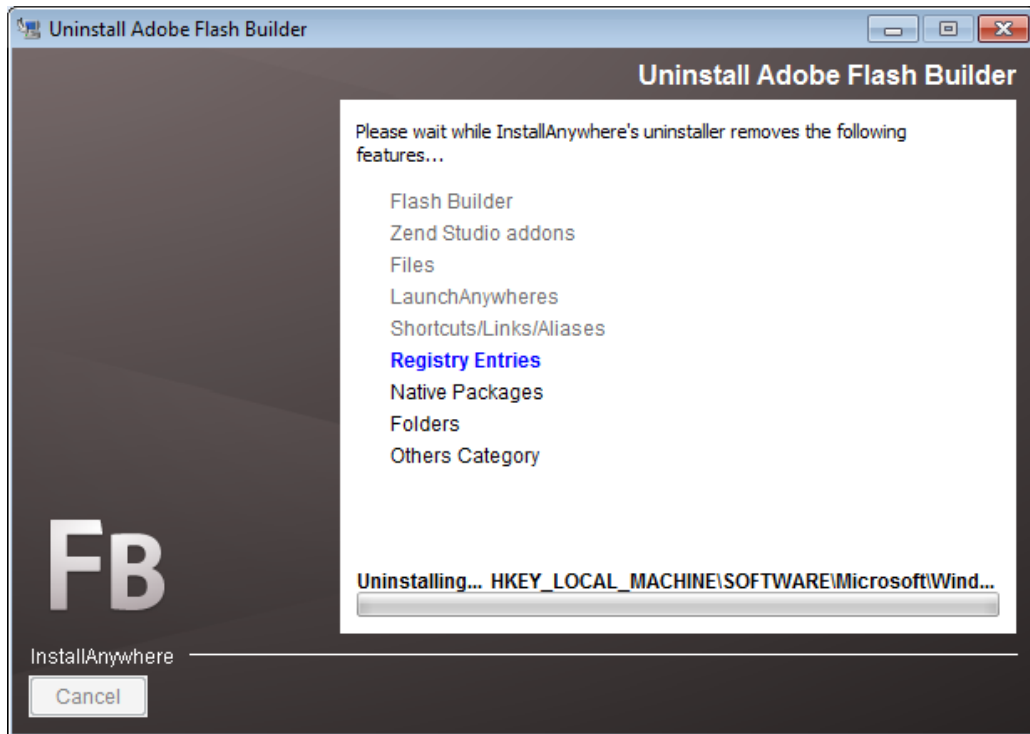 Uninstall Adobe Flash Builder
Uninstall Adobe Flash Builder
Please wait while InstallAnywhere's uninstaller removes the following
features...
Flash Builder
Zend Studio addons
Files
LaunchAnywheres
Shortcuts/Links/Aliases
Registry Entries
Native Packages
Folders
Others Category
FB
Uninstalling... HKEY_LOCAL_MACHINE\SOFTWARE\Microsoft\Wind...
InstallAnywhere
Cancel